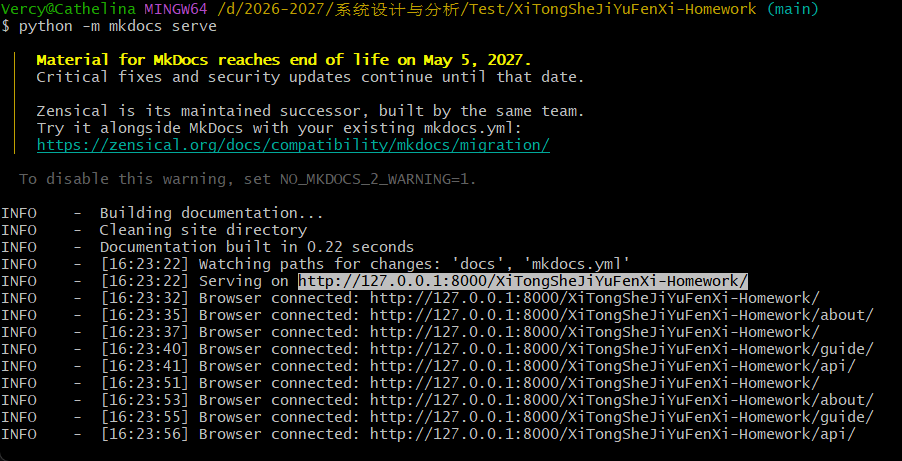 Vercy@Cathelina MINGW64 /d/2026-2027/系统设计与分析/Test/XiTongSheJiYuFenXi-Homework (main)
$ python -m mkdocs serve
Material for MkDocs reaches end of life on May 5, 2027.
Critical fixes and security updates continue until that date.
Zensical is its maintained successor, built by the same team.
Try it alongside MkDocs with your existing mkdocs.yml:
https://zensical.org/docs/compatibility/mkdocs/migration/
To disable this warning, set NO_MKDOCS_2_WARNING=1.
INFO    -  Building documentation...
INFO    -  Cleaning site directory
INFO    -  Documentation built in 0.22 seconds
INFO    -  [16:23:22] Watching paths for changes: 'docs', 'mkdocs.yml'
INFO    -  [16:23:22] Serving on http://127.0.0.1:8000/XiTongSheJiYuFenXi-Homework/
INFO    -  [16:23:32] Browser connected: http://127.0.0.1:8000/XiTongSheJiYuFenXi-Homework/
INFO    -  [16:23:35] Browser connected: http://127.0.0.1:8000/XiTongSheJiYuFenXi-Homework/about/
INFO    -  [16:23:37] Browser connected: http://127.0.0.1:8000/XiTongSheJiYuFenXi-Homework/
INFO    -  [16:23:40] Browser connected: http://127.0.0.1:8000/XiTongSheJiYuFenXi-Homework/guide/
INFO    -  [16:23:41] Browser connected: http://127.0.0.1:8000/XiTongSheJiYuFenXi-Homework/api/
INFO    -  [16:23:51] Browser connected: http://127.0.0.1:8000/XiTongSheJiYuFenXi-Homework/
INFO    -  [16:23:53] Browser connected: http://127.0.0.1:8000/XiTongSheJiYuFenXi-Homework/about/
INFO    -  [16:23:55] Browser connected: http://127.0.0.1:8000/XiTongSheJiYuFenXi-Homework/guide/
INFO    -  [16:23:56] Browser connected: http://127.0.0.1:8000/XiTongSheJiYuFenXi-Homework/api/